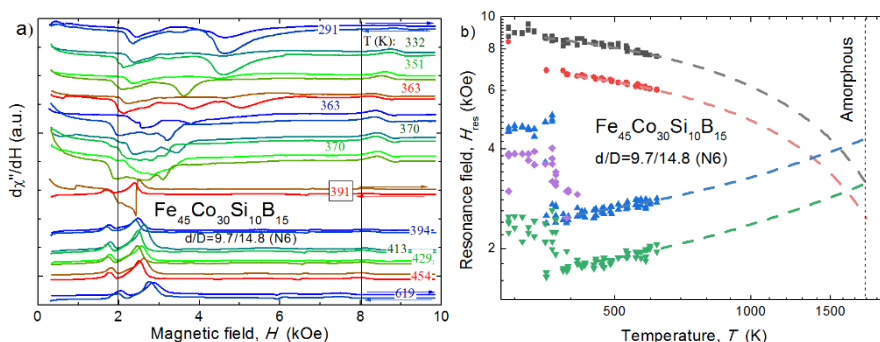 a)
dχ"/dH (a.u.)
291
T (K):
332
351
363
363
370
370
391
Fe45Co30Si10B15
d/D=9.7/14.8 (N6)
394
413
429
454
619
0 2 4 6 8 10
Magnetic field, H (kOe)
b)
Resonance field, Hres (kOe)
10
8
6
4
2
Amorphous
Fe45Co30Si10B15
d/D=9.7/14.8 (N6)
500 1000 1500
Temperature, T (K)